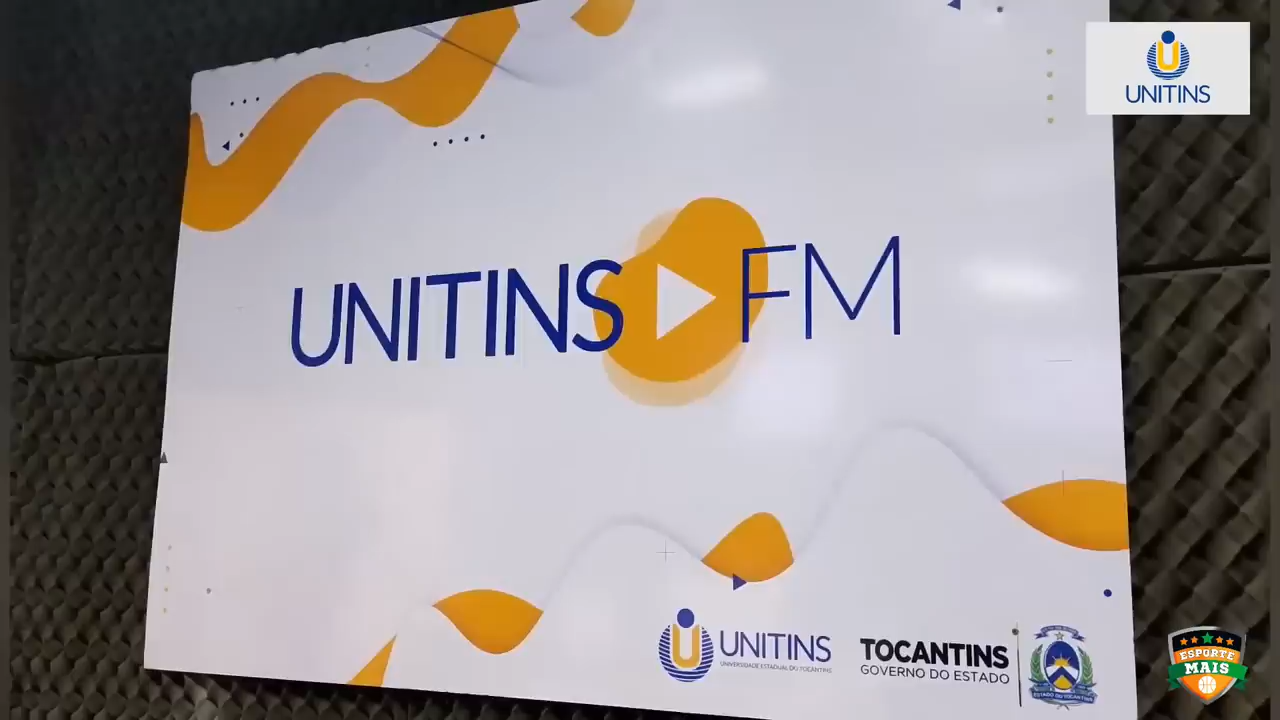 UNITINS
UNITINS FM
UNITINS
UNIVERSIDADE ESTADUAL DO TOCANTINS
TOCANTINS
GOVERNO DO ESTADO
ESTADO DO TOCANTINS
ESPORTE
MAIS